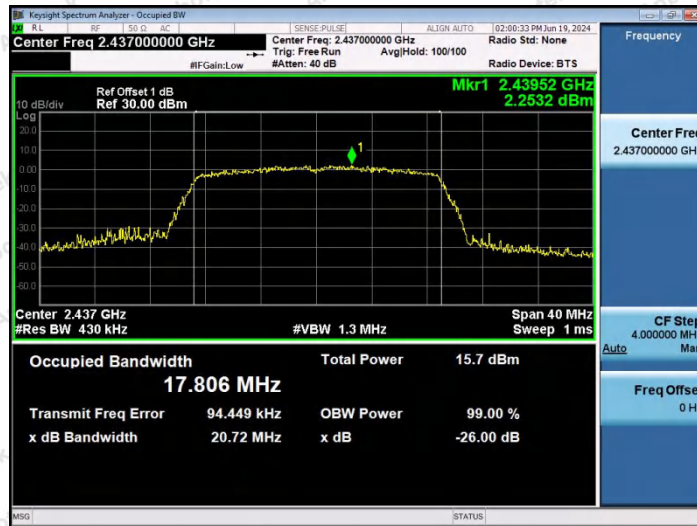 Keysight Spectrum Analyzer - Occupied BW
RL RF 50 Ω AC SENSE:PULSE ALIGN AUTO 02:00:33 PM Jun 19, 2024
Center Freq 2.437000000 GHz
Center Freq: 2.437000000 GHz
Radio Std: None
Trig: Free Run Avg|Hold: 100/100
#IFGain:Low #Atten: 40 dB Radio Device: BTS
Ref Offset 1 dB
Ref 30.00 dBm
Mkr1 2.43952 GHz
2.2532 dBm
10 dB/div
Log
20.0
10.0
0.00
-10.0
-20.0
-30.0
-40.0
-50.0
-60.0
1
Center 2.437 GHz Span 40 MHz
#Res BW 430 kHz #VBW 1.3 MHz Sweep 1 ms
Occupied Bandwidth Total Power 15.7 dBm
17.806 MHz
Transmit Freq Error 94.449 kHz OBW Power 99.00 %
x dB Bandwidth 20.72 MHz x dB -26.00 dB
MSG STATUS
Frequency
Center Fre
2.437000000 GH
CF Step
4.000000 MH
Auto Ma
Freq Offse
0 H